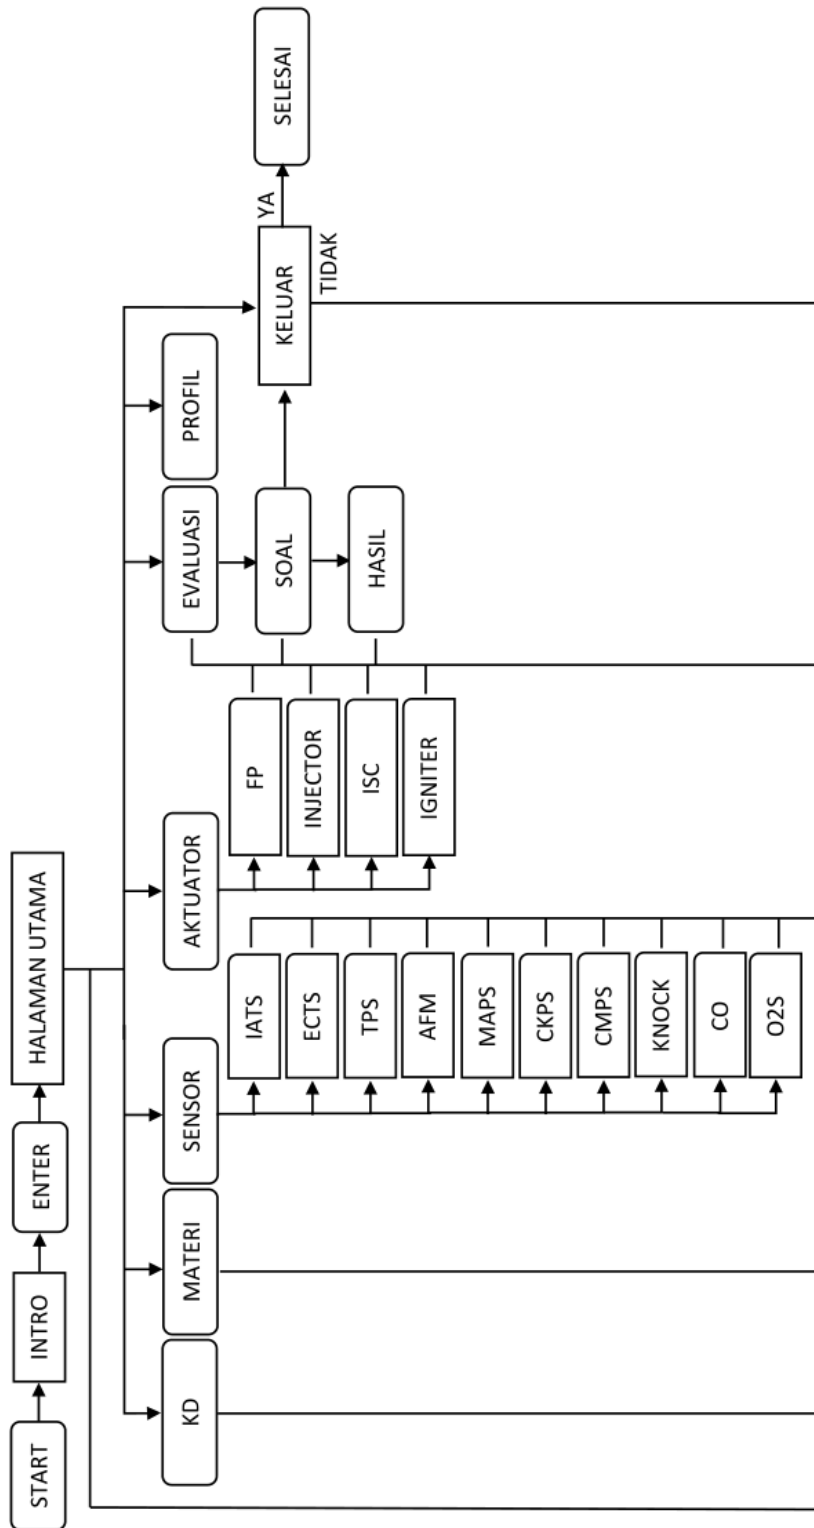 START
INTRO
ENTER
HALAMAN UTAMA
KD
MATERI
SENSOR
AKTUATOR
EVALUASI
PROFIL
IATS
ECTS
TPS
AFM
MAPS
CKPS
CMPS
KNOCK
CO
O2S
FP
INJECTOR
ISC
IGNITER
SOAL
HASIL
KELUAR
YA
TIDAK
SELESAI